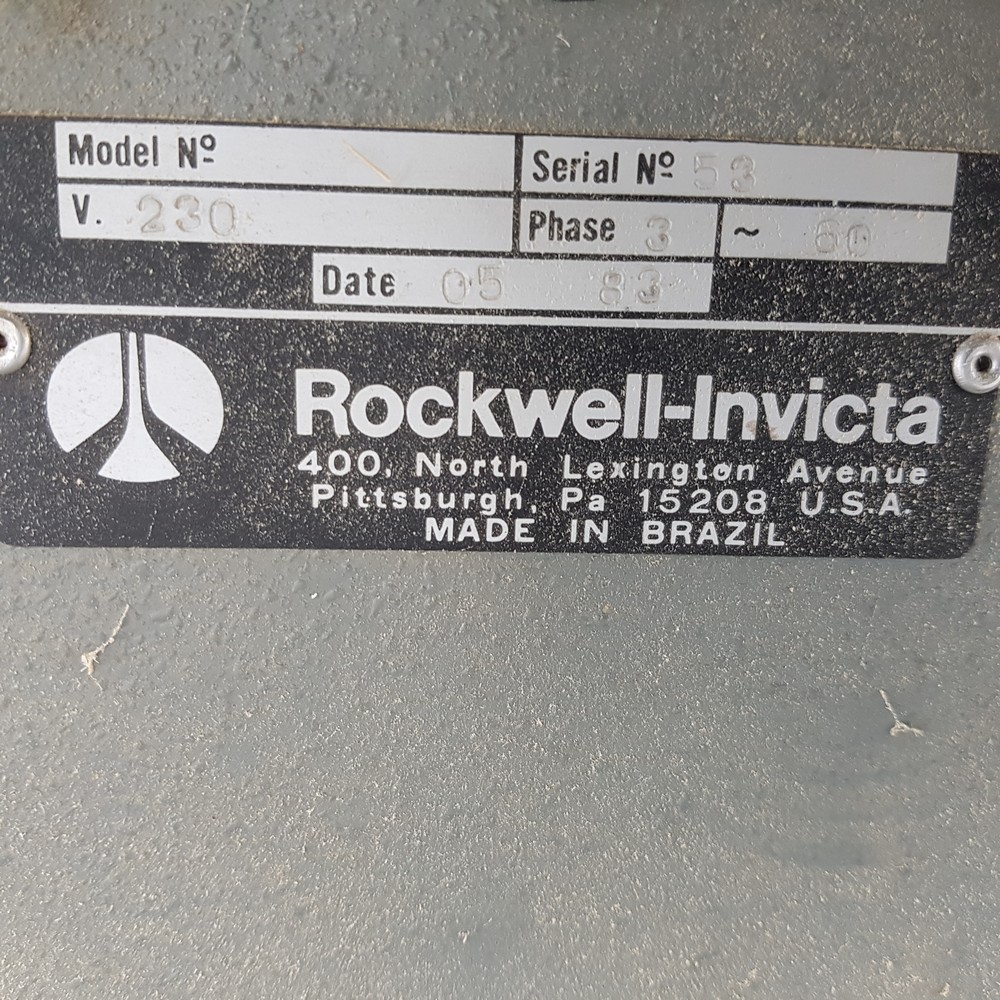 Model Nº
Serial Nº 53
V. 230
Phase 3
~ 60
Date 05 83
Rockwell-Invicta
400, North Lexington Avenue
Pittsburgh, Pa 15208 U.S.A.
MADE IN BRAZIL